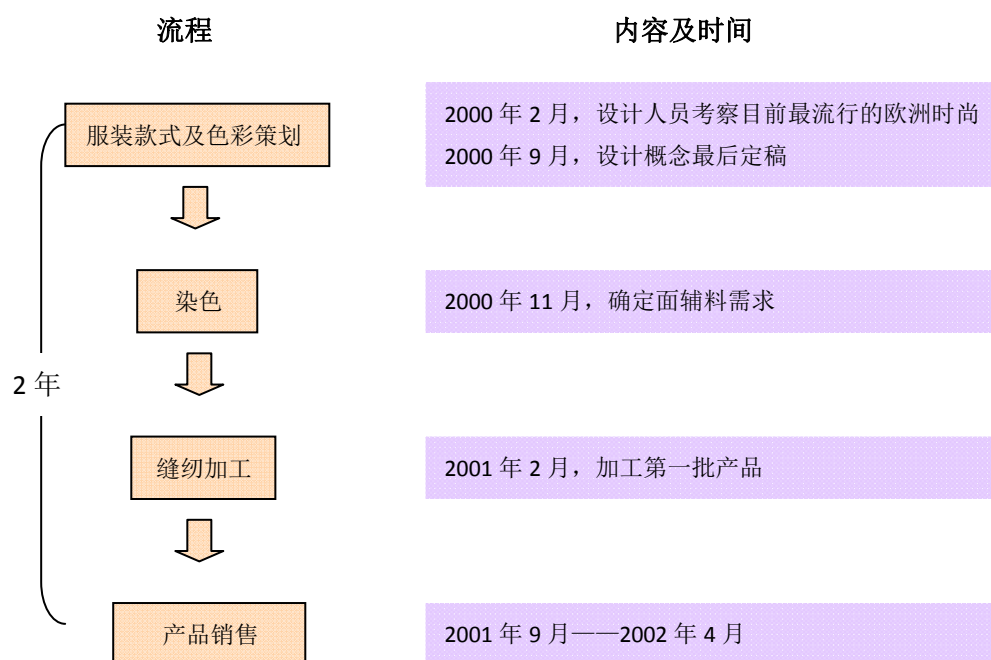 流程
内容及时间
服装款式及色彩策划
2000 年 2 月，设计人员考察目前最流行的欧洲时尚
2000 年 9 月，设计概念最后定稿
染色
2000 年 11 月，确定面辅料需求
2 年
缝纫加工
2001 年 2 月，加工第一批产品
产品销售
2001 年 9 月——2002 年 4 月